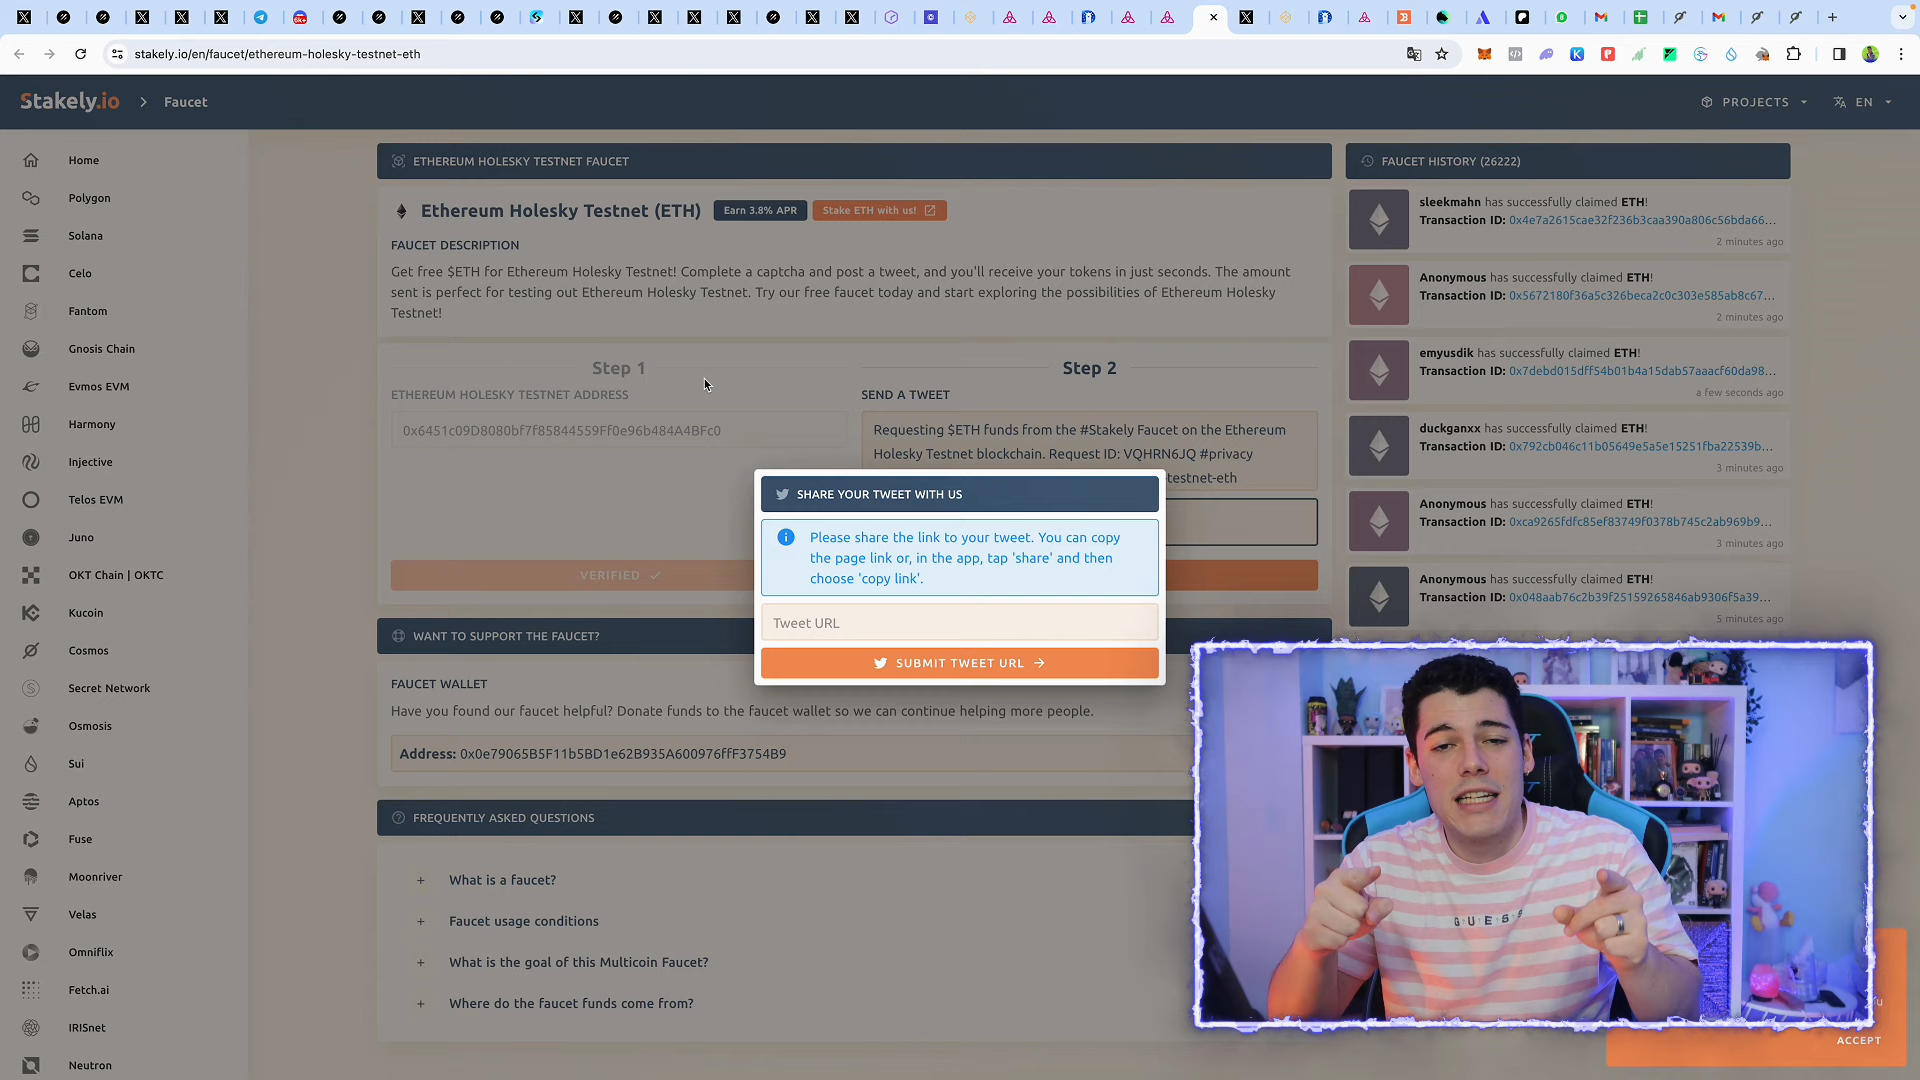 stakely.io/en/faucet/ethereum-holesky-testnet-eth
Stakely.io
Faucet
PROJECTS
EN
Home
Polygon
Solana
Celo
Fantom
Gnosis Chain
Evmos EVM
Harmony
Injective
Telos EVM
Juno
OKT Chain | OKTC
Kucoin
Cosmos
Secret Network
Osmosis
Sui
Aptos
Fuse
Moonriver
Velas
Omniflix
Fetch.ai
IRISnet
Neutron
ETHEREUM HOLESKY TESTNET FAUCET
Ethereum Holesky Testnet (ETH)
Earn 3.8% APR
Stake ETH with us!
FAUCET DESCRIPTION
Get free $ETH for Ethereum Holesky Testnet! Complete a captcha and post a tweet, and you'll receive your tokens in just seconds. The amount
sent is perfect for testing out Ethereum Holesky Testnet. Try our free faucet today and start exploring the possibilities of Ethereum Holesky
Testnet!
Step 1
ETHEREUM HOLESKY TESTNET ADDRESS
0x6451c09D8080bf7f85844559Ff0e96b484A4BFc0
VERIFIED
Step 2
SEND A TWEET
Requesting $ETH funds from the #Stakely Faucet on the Ethereum
Holesky Testnet blockchain. Request ID: VQHRN6JQ #privacy
testnet-eth
SHARE YOUR TWEET WITH US
Please share the link to your tweet. You can copy
the page link or, in the app, tap 'share' and then
choose 'copy link'.
Tweet URL
SUBMIT TWEET URL
WANT TO SUPPORT THE FAUCET?
FAUCET WALLET
Have you found our faucet helpful? Donate funds to the faucet wallet so we can continue helping more people.
Address: 0x0e79065B5F11b5BD1e62B935A600976ffF3754B9
FREQUENTLY ASKED QUESTIONS
+ What is a faucet?
+ Faucet usage conditions
+ What is the goal of this Multicoin Faucet?
+ Where do the faucet funds come from?
FAUCET HISTORY (26222)
sleekmahn has successfully claimed ETH!
Transaction ID: 0x4e7a2615cae32f236b3caa390a806c56bda66...
2 minutes ago
Anonymous has successfully claimed ETH!
Transaction ID: 0x5672180f36a5c326beca2c0c303e585ab8c67...
2 minutes ago
emyusdik has successfully claimed ETH!
Transaction ID: 0x7debd015dff54b01b4a15dab57aaacf60da98...
a few seconds ago
duckganxx has successfully claimed ETH!
Transaction ID: 0x792cb046c11b05649e5a5e15251fba22539b...
3 minutes ago
Anonymous has successfully claimed ETH!
Transaction ID: 0xca9265fdfc85ef83749f0378b745c2ab969b9...
3 minutes ago
Anonymous has successfully claimed ETH!
Transaction ID: 0x048aab76c2b39f25159265846ab9306f5a39...
5 minutes ago
GUESS
ACCEPT